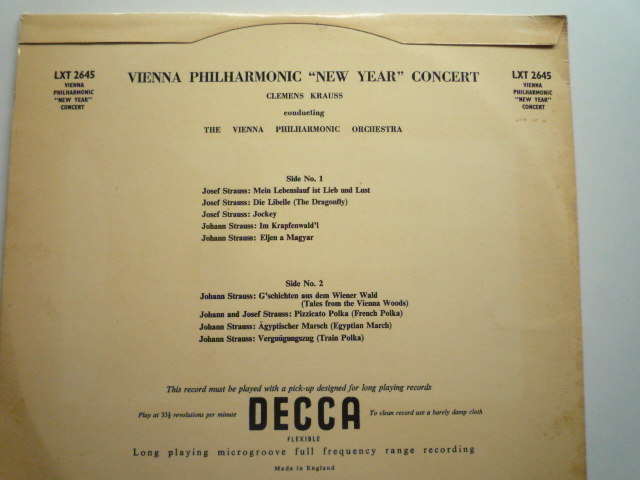 LXT 2645
VIENNA
PHILHARMONIC
"NEW YEAR"
CONCERT
VIENNA PHILHARMONIC "NEW YEAR" CONCERT
CLEMENS KRAUSS
conducting
THE VIENNA PHILHARMONIC ORCHESTRA
LXT 2645
VIENNA
PHILHARMONIC
"NEW YEAR"
CONCERT
Side No. 1
Josef Strauss: Mein Lebenslauf ist Lieb und Lust
Josef Strauss: Die Libelle (The Dragonfly)
Josef Strauss: Jockey
Johann Strauss: Im Krapfenwald'l
Johann Strauss: Eljen a Magyar
Side No. 2
Johann Strauss: G'schichten aus dem Wiener Wald
(Tales from the Vienna Woods)
Johann and Josef Strauss: Pizzicato Polka (French Polka)
Johann Strauss: Ägyptischer Marsch (Egyptian March)
Johann Strauss: Vergnügungszug (Train Polka)
This record must be played with a pick-up designed for long playing records
Play at 33⅓ revolutions per minute
DECCA
To clean record use a barely damp cloth
FLEXIBLE
Long playing microgroove full frequency range recording
Made in England